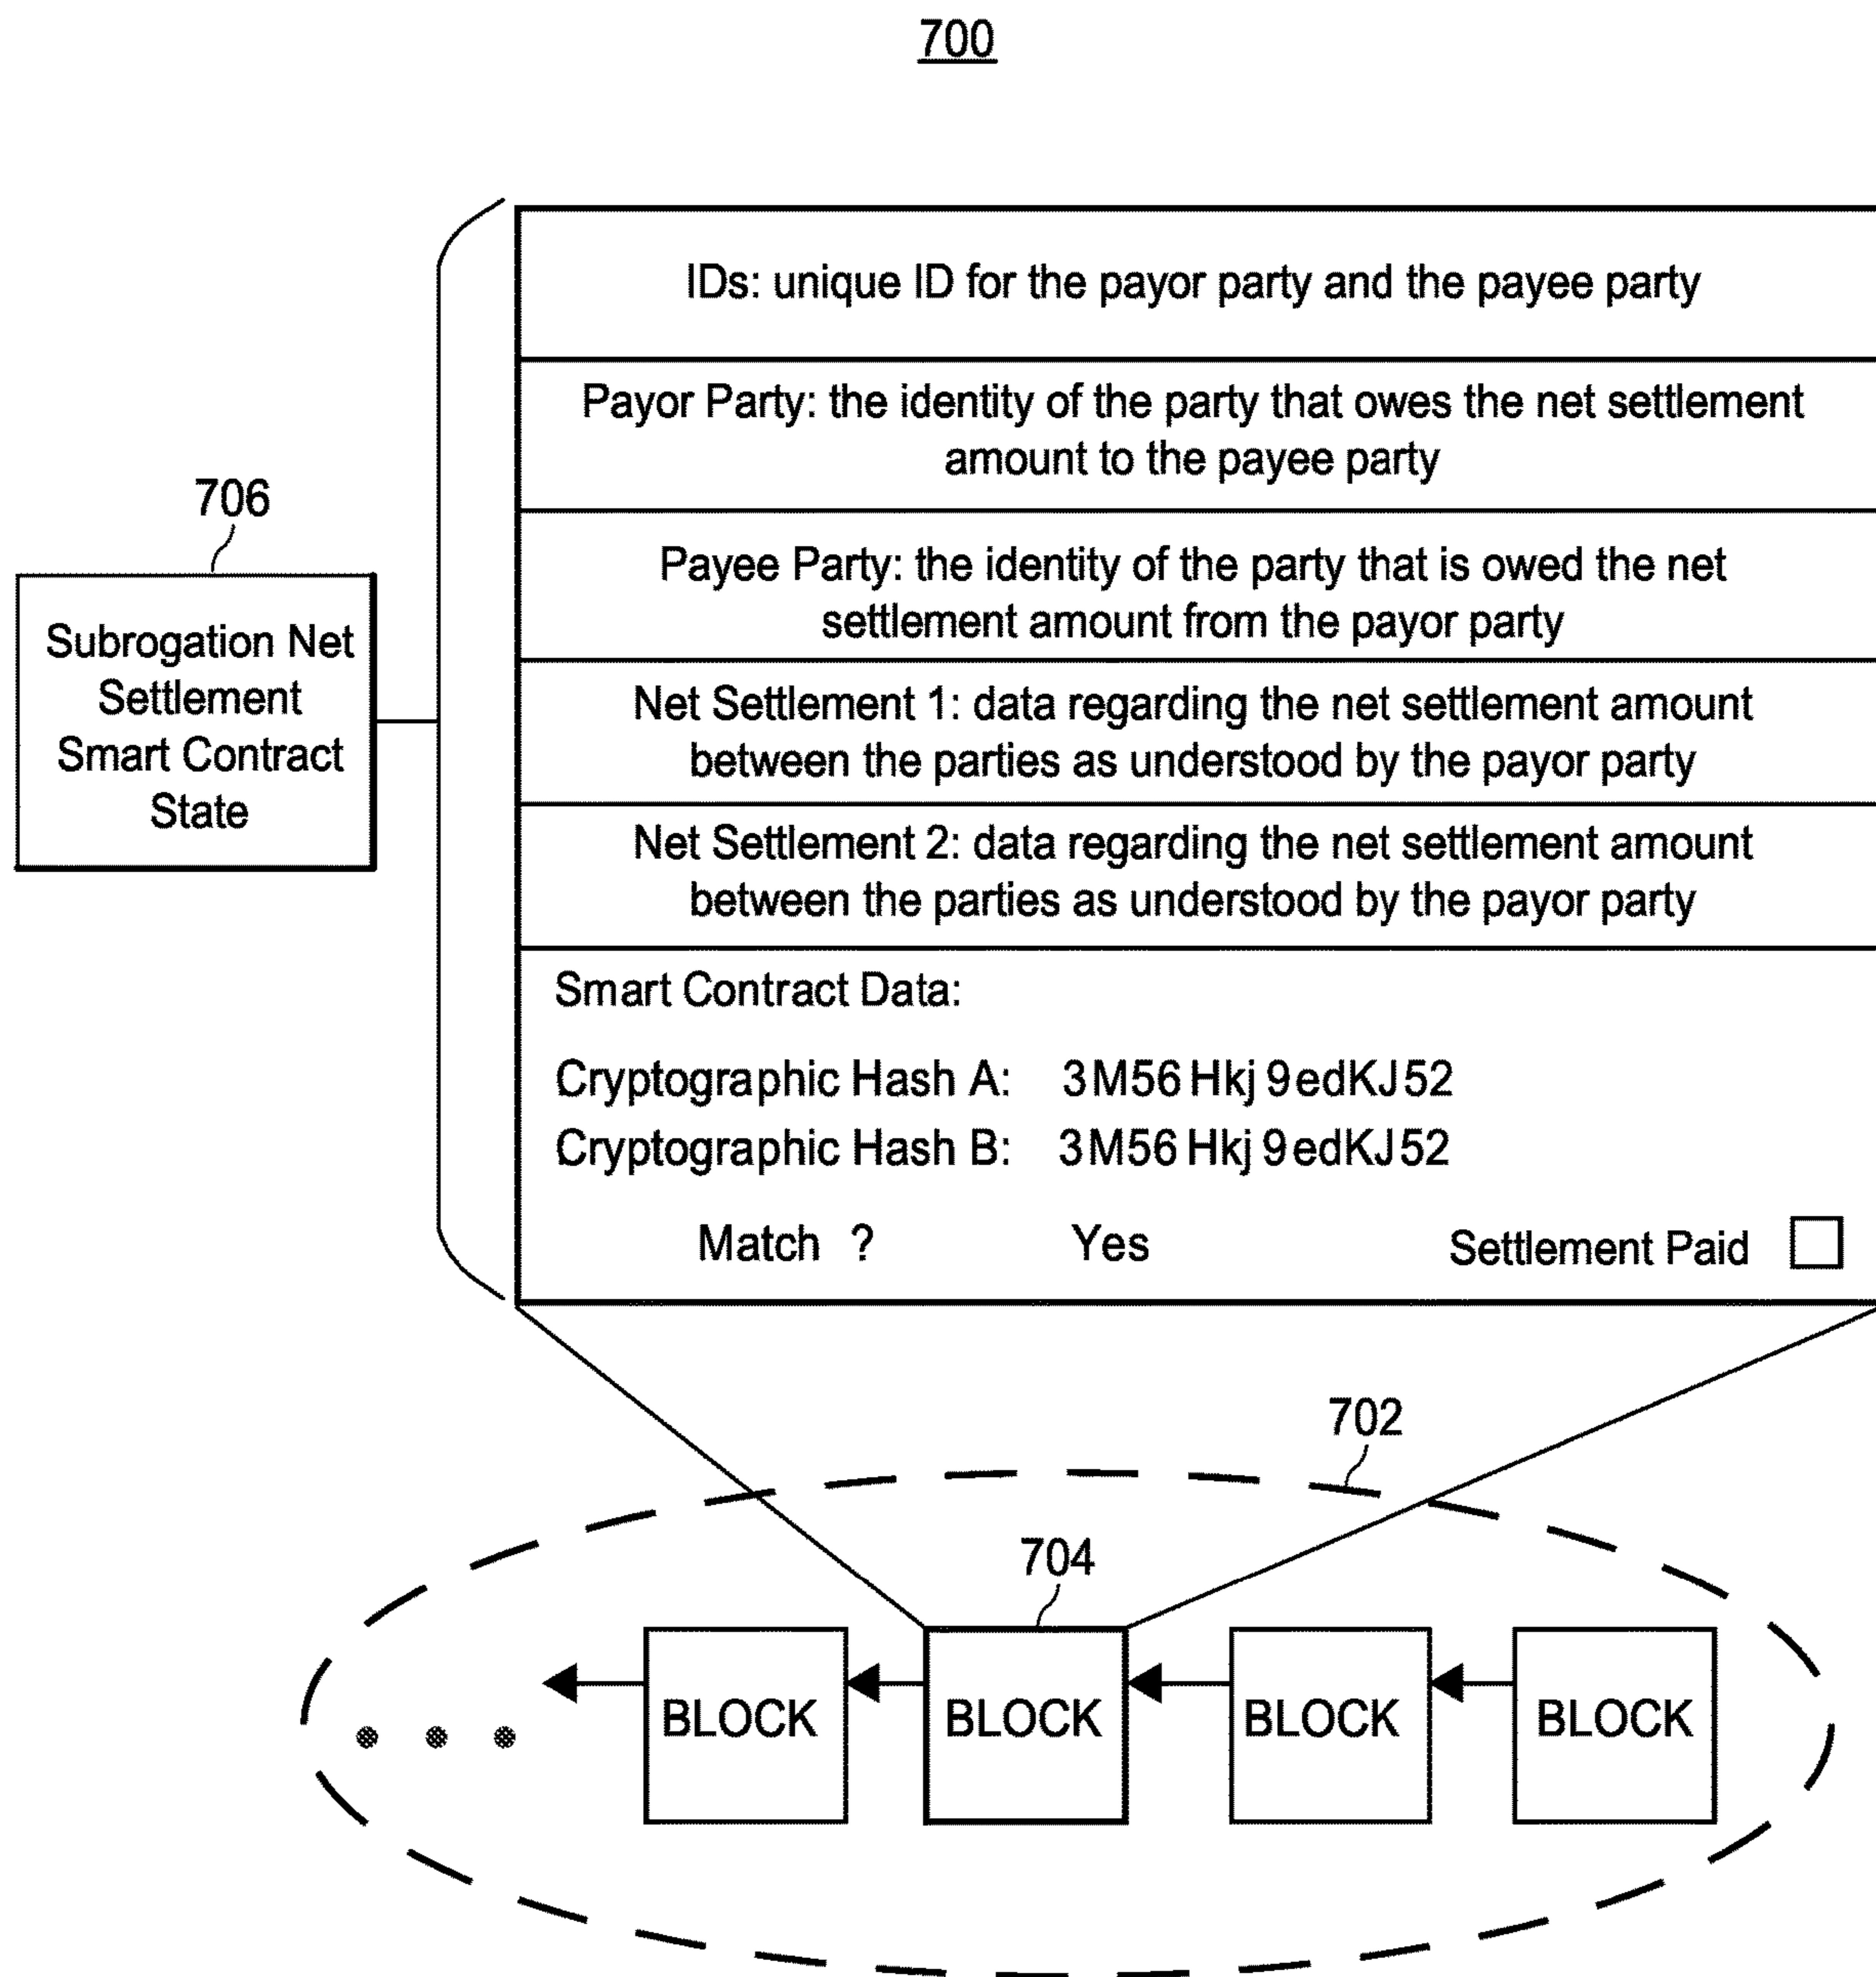 700
IDs: unique ID for the payor party and the payee party
Payor Party: the identity of the party that owes the net settlement
amount to the payee party
706
Payee Party: the identity of the party that is owed the net
settlement amount from the payor party
Subrogation Net
Settlement
Smart Contract
State
Net Settlement 1: data regarding the net settlement amount
between the parties as understood by the payor party
Net Settlement 2: data regarding the net settlement amount
between the parties as understood by the payor party
Smart Contract Data:
Cryptographic Hash A: 3M56Hkj9edKJ52
Cryptographic Hash B: 3M56Hkj9edKJ52
Match ? Yes Settlement Paid
702
704
BLOCK BLOCK BLOCK BLOCK